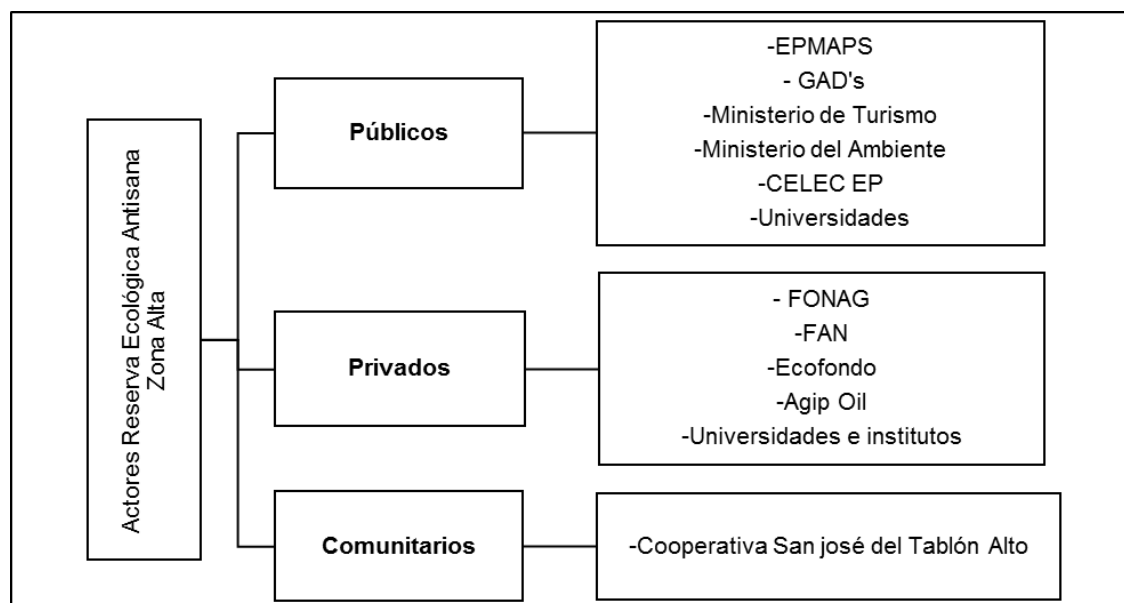 Actores Reserva Ecológica Antisana
Zona Alta
Públicos
-EPMAPS
- GAD's
-Ministerio de Turismo
-Ministerio del Ambiente
-CELEC EP
-Universidades
Privados
- FONAG
-FAN
-Ecofondo
-Agip Oil
-Universidades e institutos
Comunitarios
-Cooperativa San josé del Tablón Alto